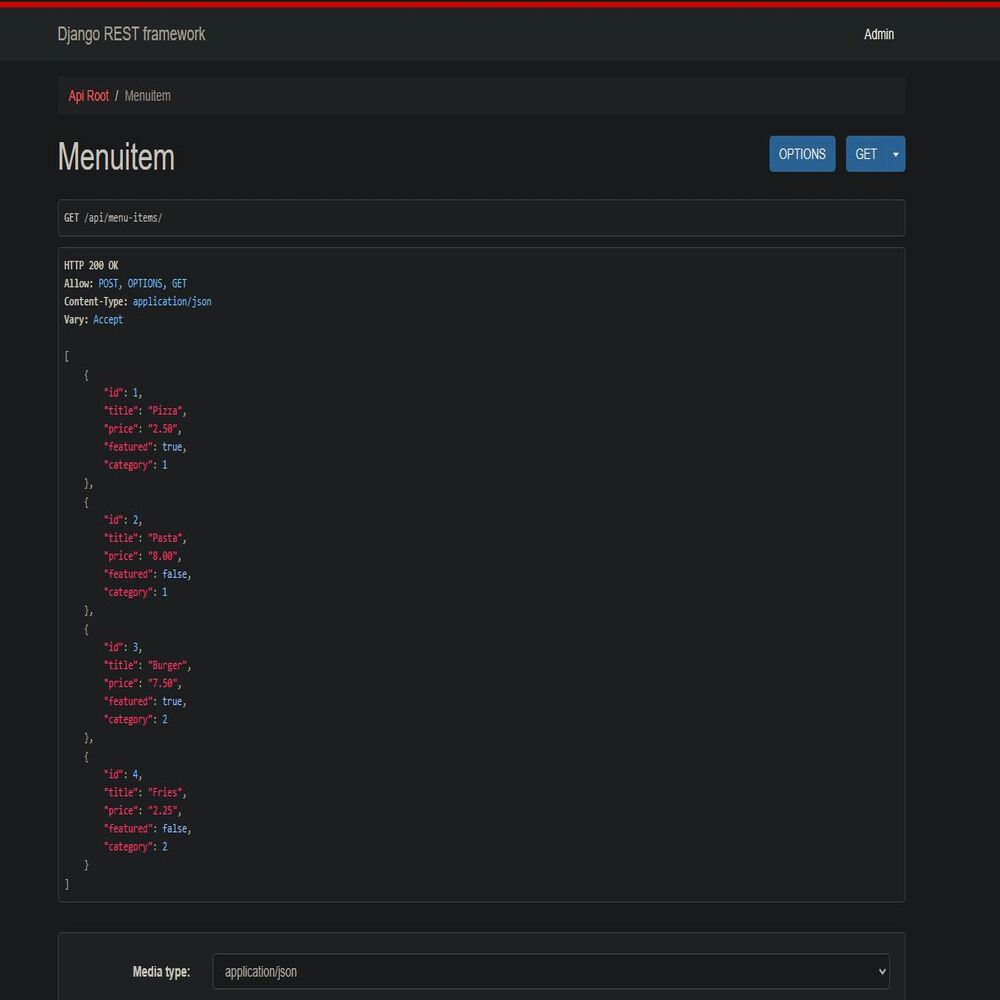 Django REST framework
Admin
Api Root / Menuitem
Menuitem
OPTIONS
GET
GET /api/menu-items/
HTTP 200 OK
Allow: POST, OPTIONS, GET
Content-Type: application/json
Vary: Accept
[
    {
        "id": 1,
        "title": "Pizza",
        "price": "2.50",
        "featured": true,
        "category": 1
    },
    {
        "id": 2,
        "title": "Pasta",
        "price": "8.00",
        "featured": false,
        "category": 1
    },
    {
        "id": 3,
        "title": "Burger",
        "price": "7.50",
        "featured": true,
        "category": 2
    },
    {
        "id": 4,
        "title": "Fries",
        "price": "2.25",
        "featured": false,
        "category": 2
    }
]
Media type:
application/json